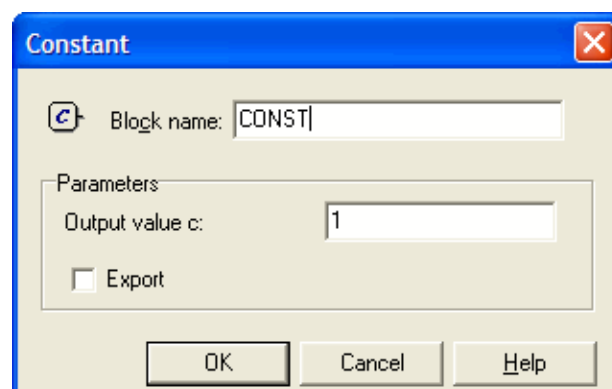 Constant
C Block name: CONST
Parameters
Output value c: 1
Export
OK Cancel Help